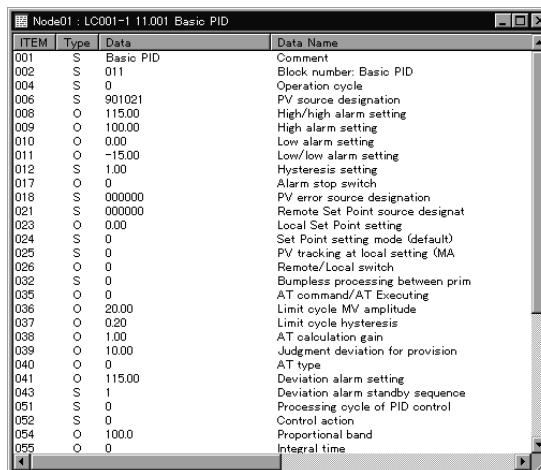 Node01 : LC001-1 11.001 Basic PID
ITEM Type Data Data Name
001 S Basic PID Comment
002 S 011 Block number: Basic PID
004 S 0 Operation cycle
006 S 901021 PV source designation
008 O 115.00 High/high alarm setting
009 O 100.00 High alarm setting
010 O 0.00 Low alarm setting
011 O -15.00 Low/low alarm setting
012 S 1.00 Hysteresis setting
017 O 0 Alarm stop switch
018 S 000000 PV error source designation
021 S 000000 Remote Set Point source designat
023 O 0.00 Local Set Point setting
024 S 0 Set Point setting mode (default)
025 S 0 PV tracking at local setting (MA
026 O 0 Remote/Local switch
032 S 0 Bumpless processing between prim
035 O 0 AT command/AT Executing
036 O 20.00 Limit cycle MV amplitude
037 O 0.20 Limit cycle hysteresis
038 O 1.00 AT calculation gain
039 O 10.00 Judgment deviation for provision
040 O 0 AT type
041 O 115.00 Deviation alarm setting
043 S 1 Deviation alarm standby sequence
051 S 0 Processing cycle of PID control
052 S 0 Control action
054 O 100.0 Proportional band
055 O 0 Integral time